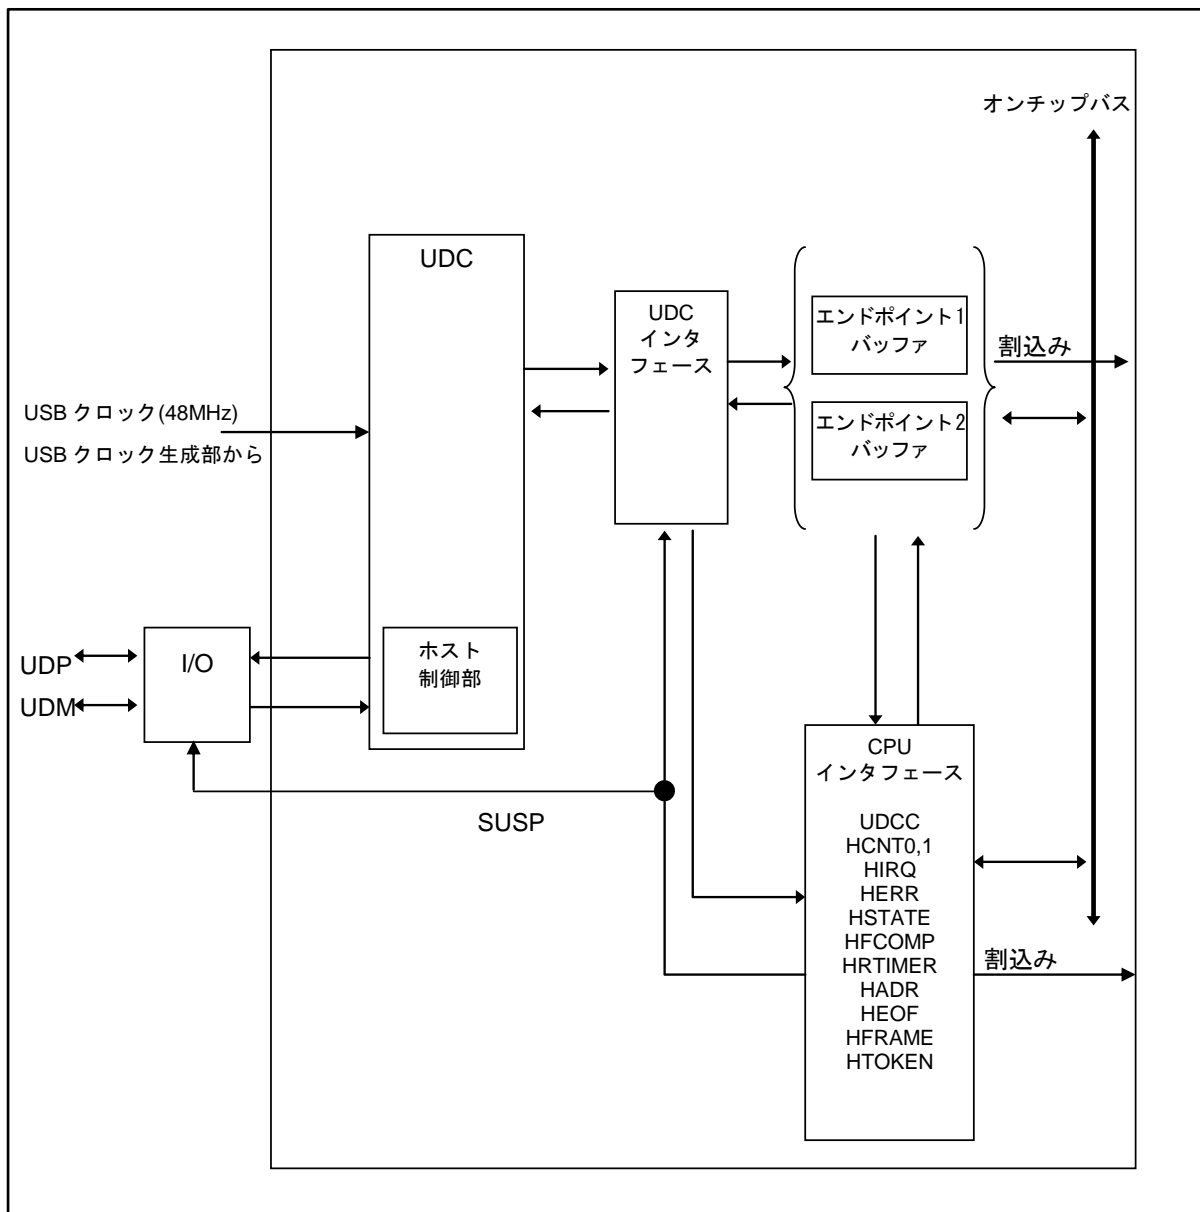 オンチップバス
UDC
UDC
インタ
フェース
エンドポイント1
バッファ
割込み
エンドポイント2
バッファ
USB クロック(48MHz)
USB クロック生成部から
UDP
UDM
I/O
ホスト
制御部
SUSP
CPU
インタフェース
UDCC
HCNT0,1
HIRQ
HERR
HSTATE
HFCOMP
HRTIMER
HADR
HEOF
HFRAME
HTOKEN
割込み